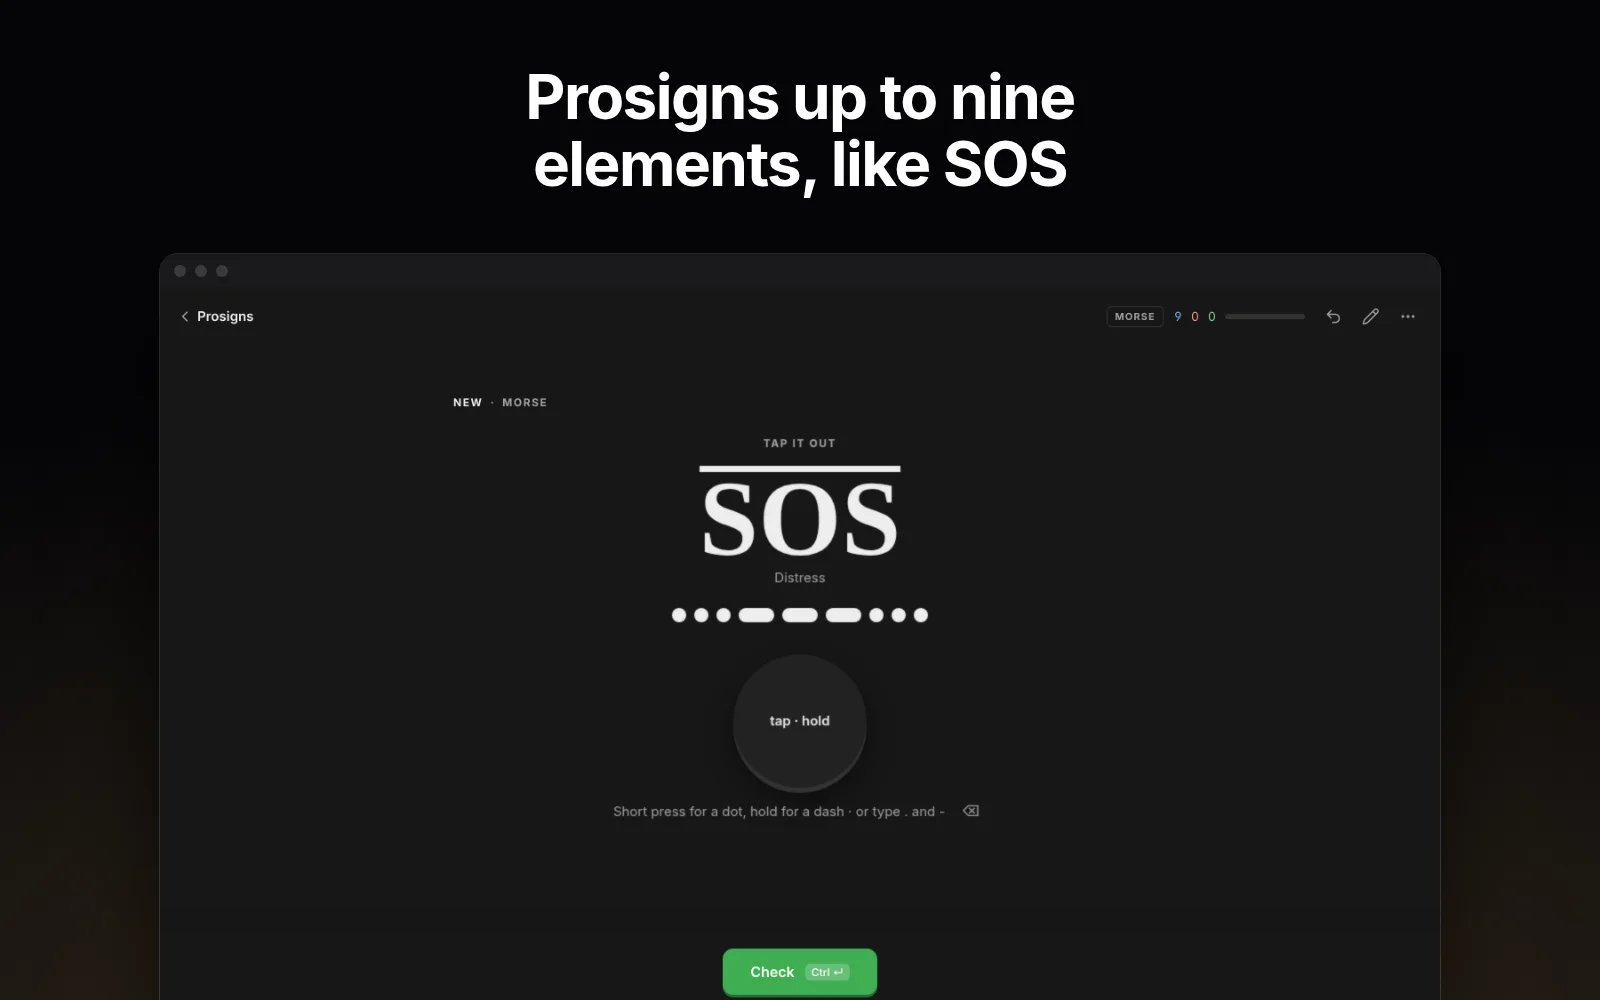 Prosigns up to nine
elements, like SOS
Prosigns
MORSE 9 0 0
NEW · MORSE
TAP IT OUT
SOS
Distress
tap · hold
Short press for a dot, hold for a dash · or type . and -
Check Ctrl ↵